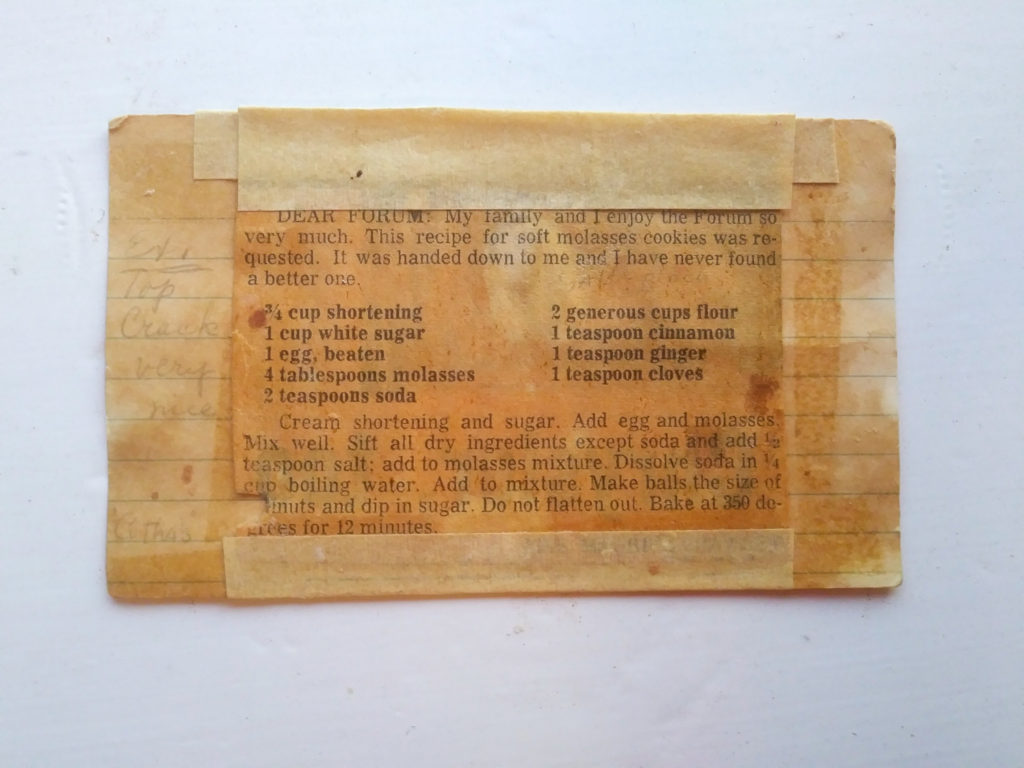 DEAR FORUM: My family and I enjoy the Forum so
very much. This recipe for soft molasses cookies was re-
quested. It was handed down to me and I have never found
a better one.
¾ cup shortening
1 cup white sugar
1 egg, beaten
4 tablespoons molasses
2 teaspoons soda
2 generous cups flour
1 teaspoon cinnamon
1 teaspoon ginger
1 teaspoon cloves
Cream shortening and sugar. Add egg and molasses.
Mix well. Sift all dry ingredients except soda and add ½
teaspoon salt; add to molasses mixture. Dissolve soda in ¼
cup boiling water. Add to mixture. Make balls the size of
lnuts and dip in sugar. Do not flatten out. Bake at 350 de-
grees for 12 minutes.
Top
Crack
very
nice